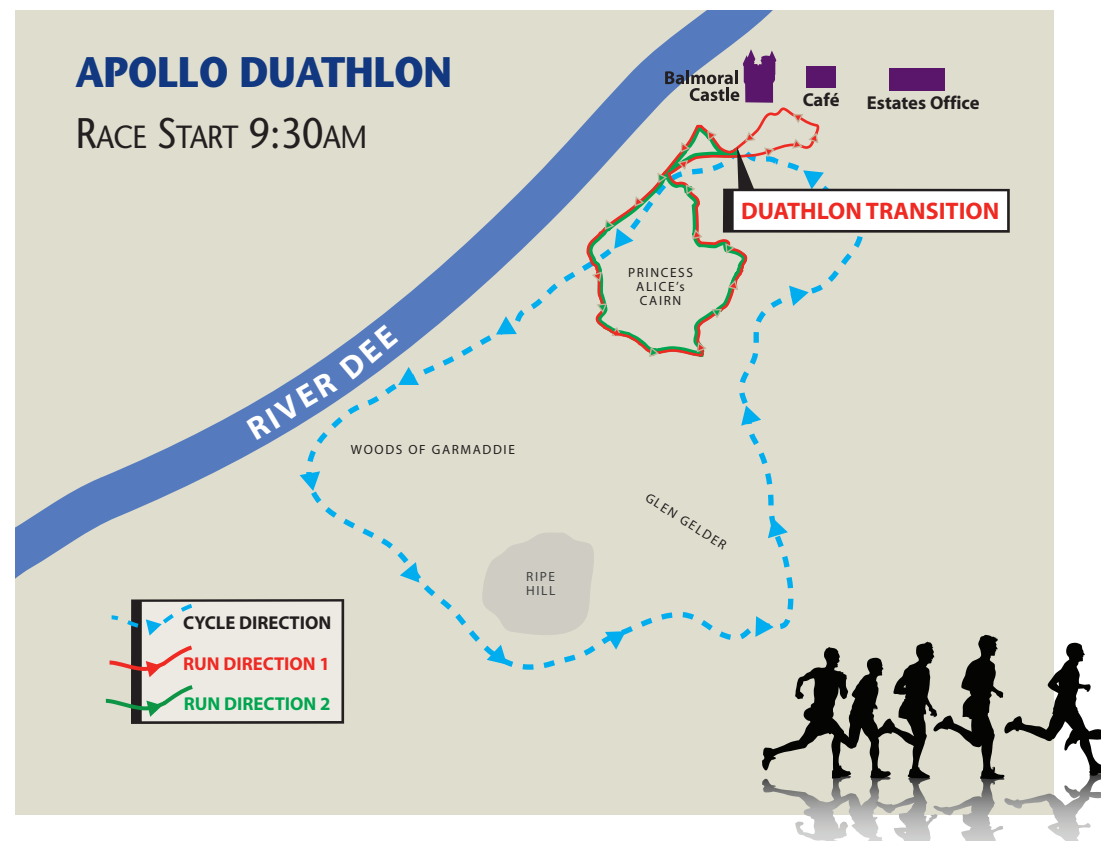 APOLLO DUATHLON
RACE START 9:30AM
Balmoral
Castle
Café
Estates Office
DUATHLON TRANSITION
PRINCESS
ALICE's
CAIRN
RIVER DEE
WOODS OF GARMADDIE
GLEN GELDER
RIPE
HILL
CYCLE DIRECTION
RUN DIRECTION 1
RUN DIRECTION 2